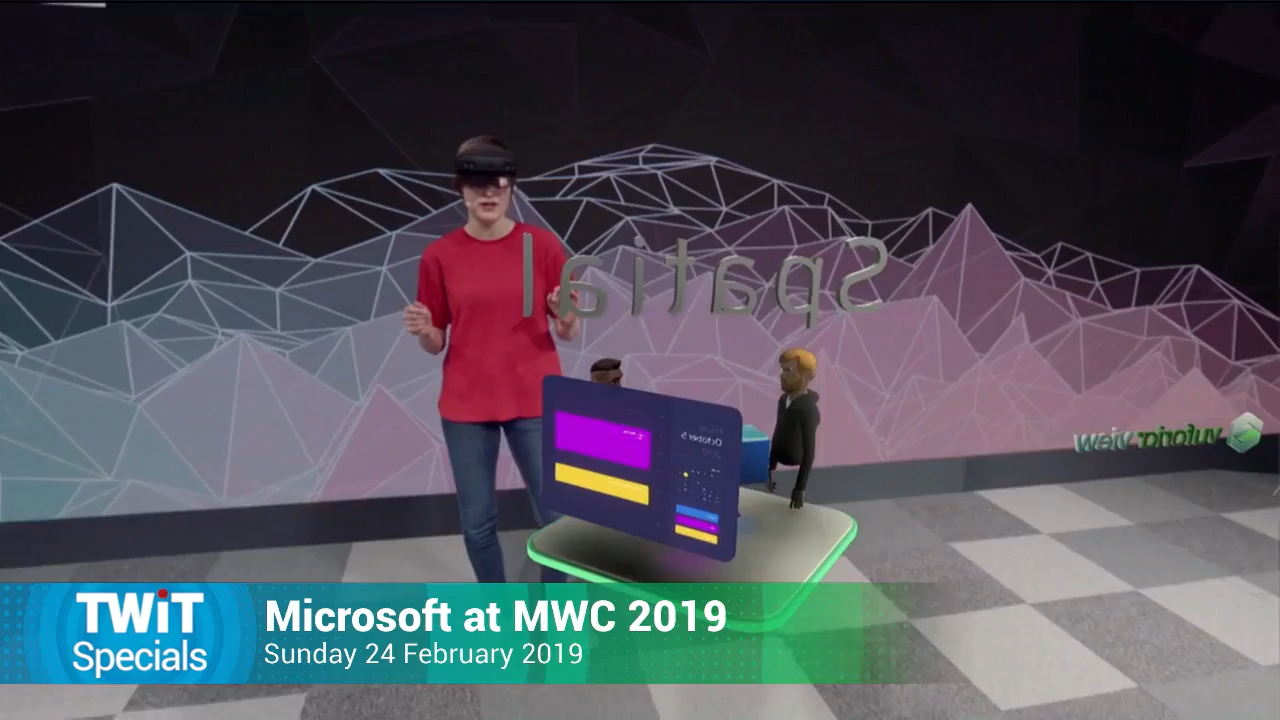 Spatial
vuforia view
October 5
TWiT
Specials
Microsoft at MWC 2019
Sunday 24 February 2019